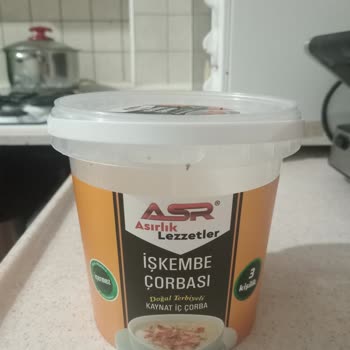 ASR®
Asırlık
Lezzetler
İŞKEMBE
ÇORBASI
Doğal Terbiyeli
KAYNAT İÇ ÇORBA
3
kişilik